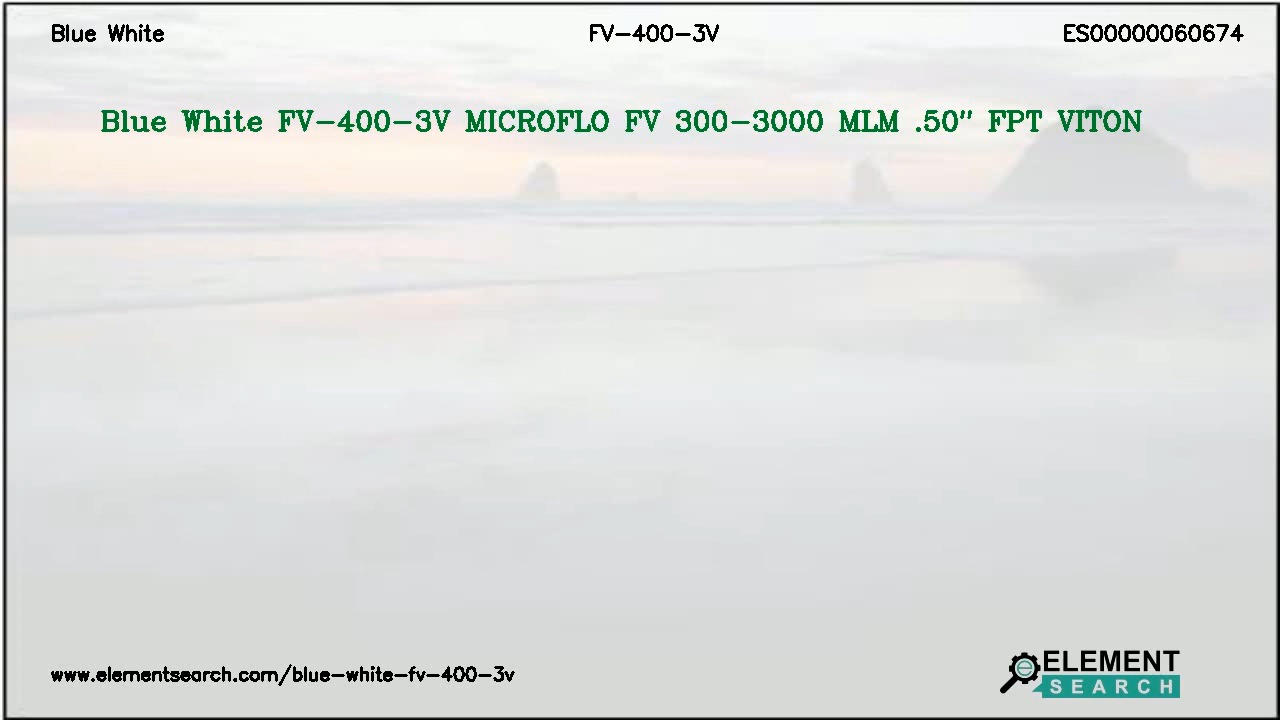 Blue White FV-400-3V ES00000060674
Blue White FV-400-3V MICROFLO FV 300-3000 MLM .50" FPT VITON
www.elementsearch.com/blue-white-fv-400-3v
ELEMENT
SEARCH